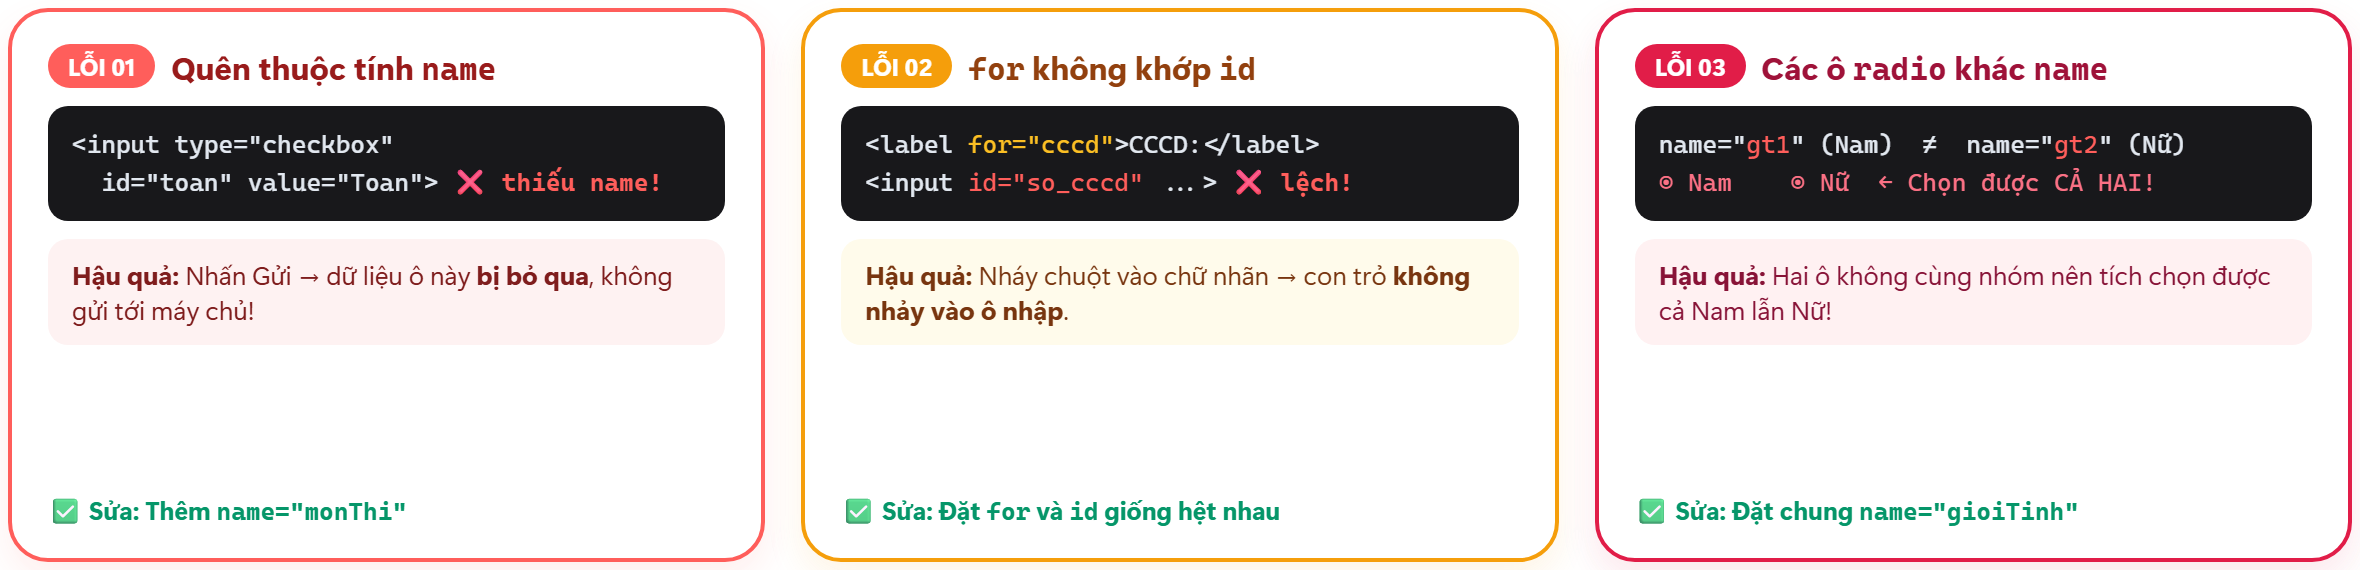 LỖI 01 Quên thuộc tính name
<input type="checkbox"
id="toan" value="Toan"> ❌ thiếu name!
Hậu quả: Nhấn Gửi → dữ liệu ô này bị bỏ qua, không
gửi tới máy chủ!
✅ Sửa: Thêm name="monThi"
LỖI 02 for không khớp id
<label for="cccd">CCCD:</label>
<input id="so_cccd" ...> ❌ lệch!
Hậu quả: Nháy chuột vào chữ nhãn → con trỏ không
nhảy vào ô nhập.
✅ Sửa: Đặt for và id giống hệt nhau
LỖI 03 Các ô radio khác name
name="gt1" (Nam) ≠ name="gt2" (Nữ)
◉ Nam ◉ Nữ ← Chọn được CẢ HAI!
Hậu quả: Hai ô không cùng nhóm nên tích chọn được
cả Nam lẫn Nữ!
✅ Sửa: Đặt chung name="gioiTinh"